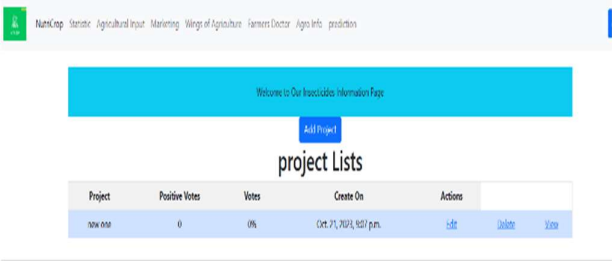 NutriCrop Statistic Agricultural Input Marketing Wings of Agriculture Farmers Doctor Agro Info prediction
Welcome to Our Insecticides Information Page
Add Project
project Lists
Project Positive Votes Votes Create On Actions
new one 0 0% Oct. 21, 2023, 9:07 p.m. Edit Delete View